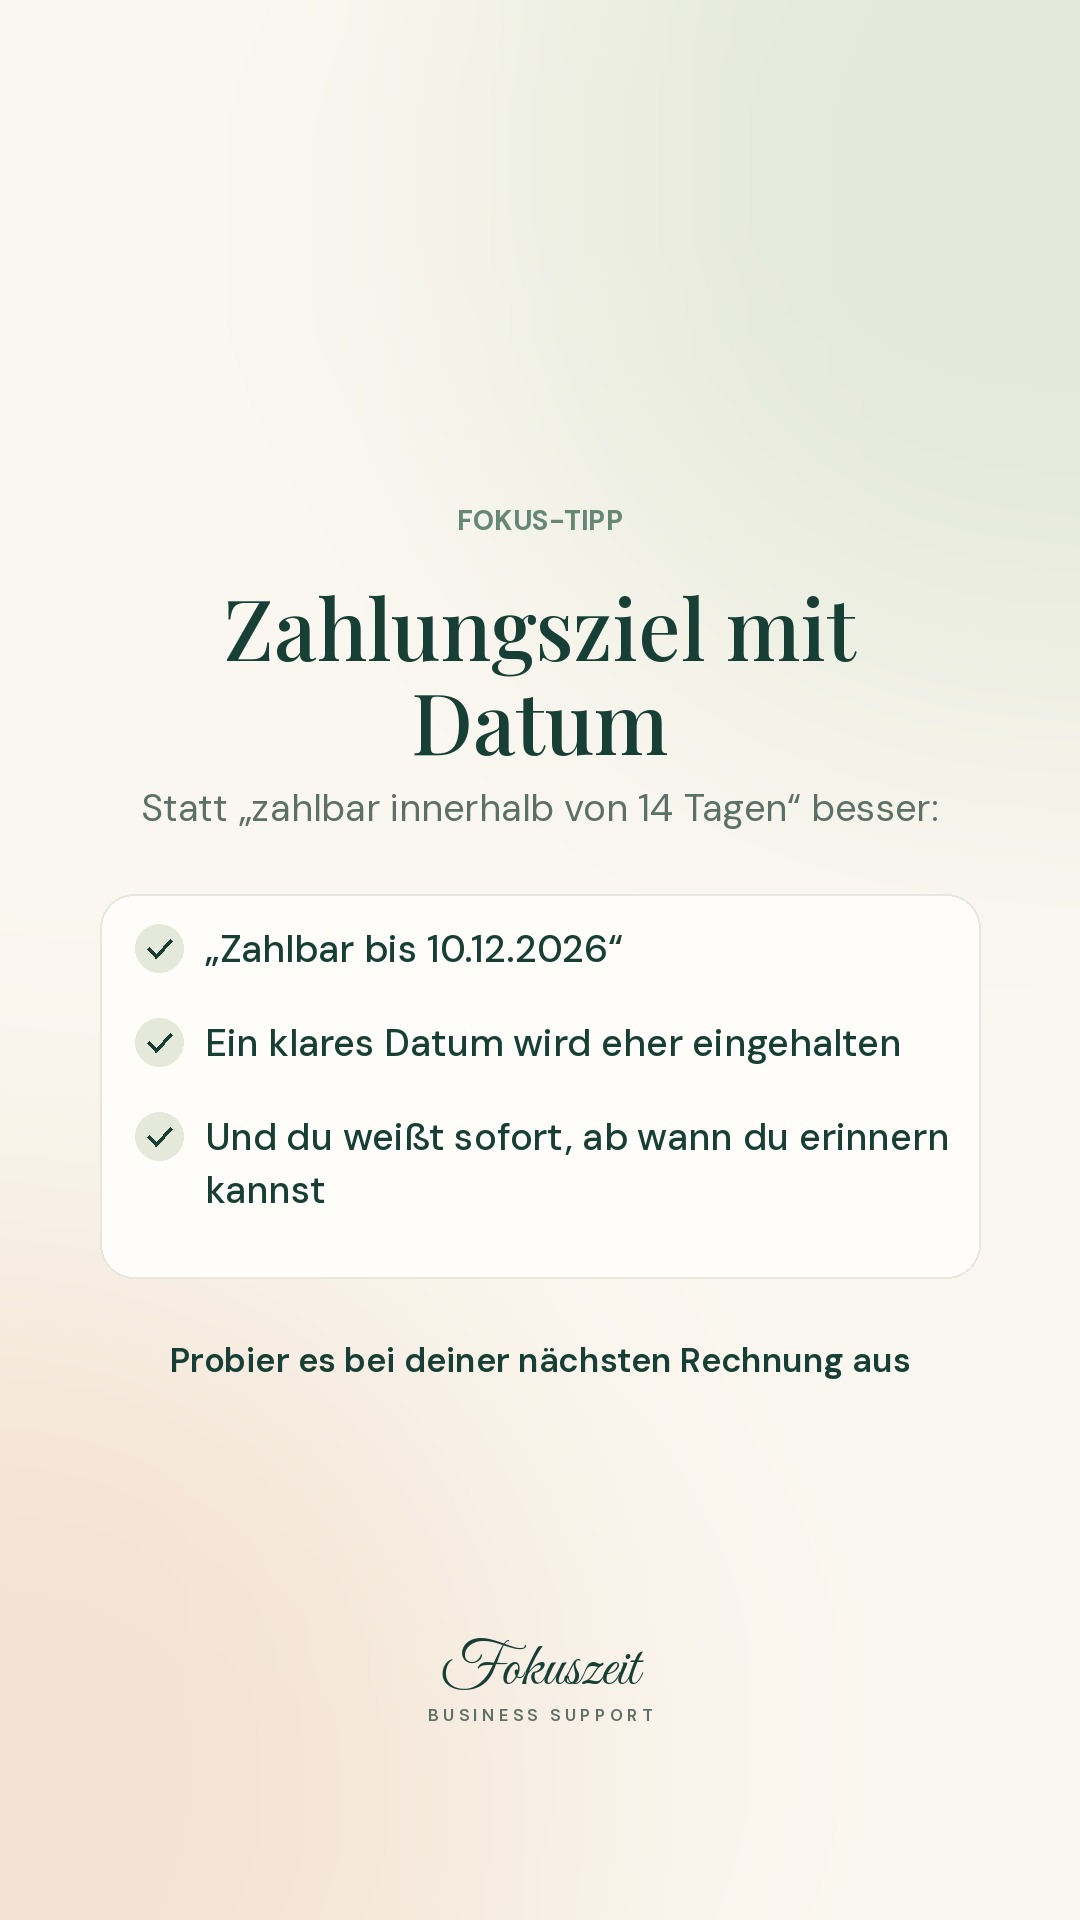 FOKUS-TIPP
Zahlungsziel mit
Datum
Statt „zahlbar innerhalb von 14 Tagen“ besser:
„Zahlbar bis 10.12.2026“
Ein klares Datum wird eher eingehalten
Und du weißt sofort, ab wann du erinnern
kannst
Probier es bei deiner nächsten Rechnung aus
Fokuszeit
BUSINESS SUPPORT